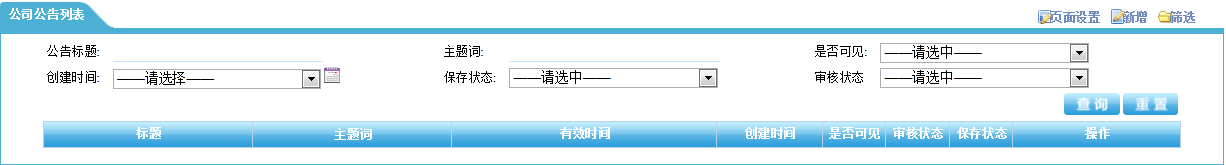 公司公告列表 页面设置 新增 筛选
公告标题: 主题词: 是否可见: ——请选中——
创建时间: ——请选择—— 保存状态: ——请选中—— 审核状态 ——请选中——
查询 重置
标题 主题词 有效时间 创建时间 是否可见 审核状态 保存状态 操作